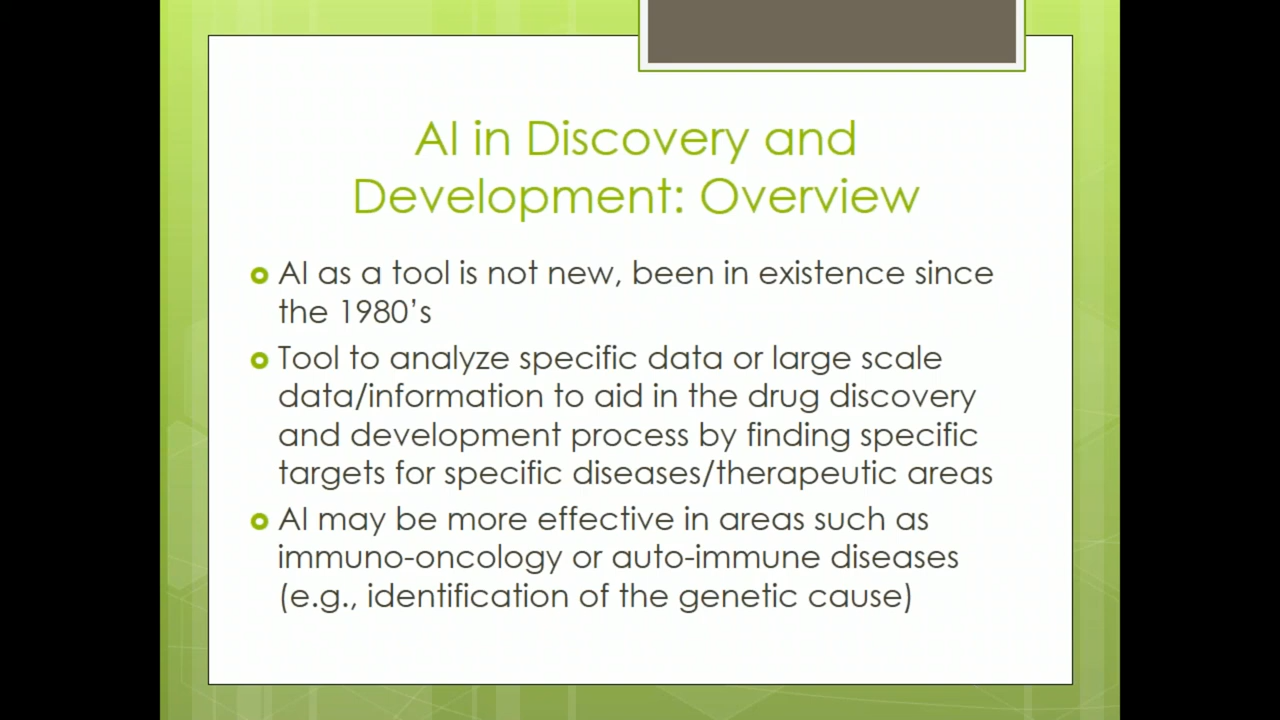 AI in Discovery and
Development: Overview
AI as a tool is not new, been in existence since
the 1980’s
Tool to analyze specific data or large scale
data/information to aid in the drug discovery
and development process by finding specific
targets for specific diseases/therapeutic areas
AI may be more effective in areas such as
immuno-oncology or auto-immune diseases
(e.g., identification of the genetic cause)